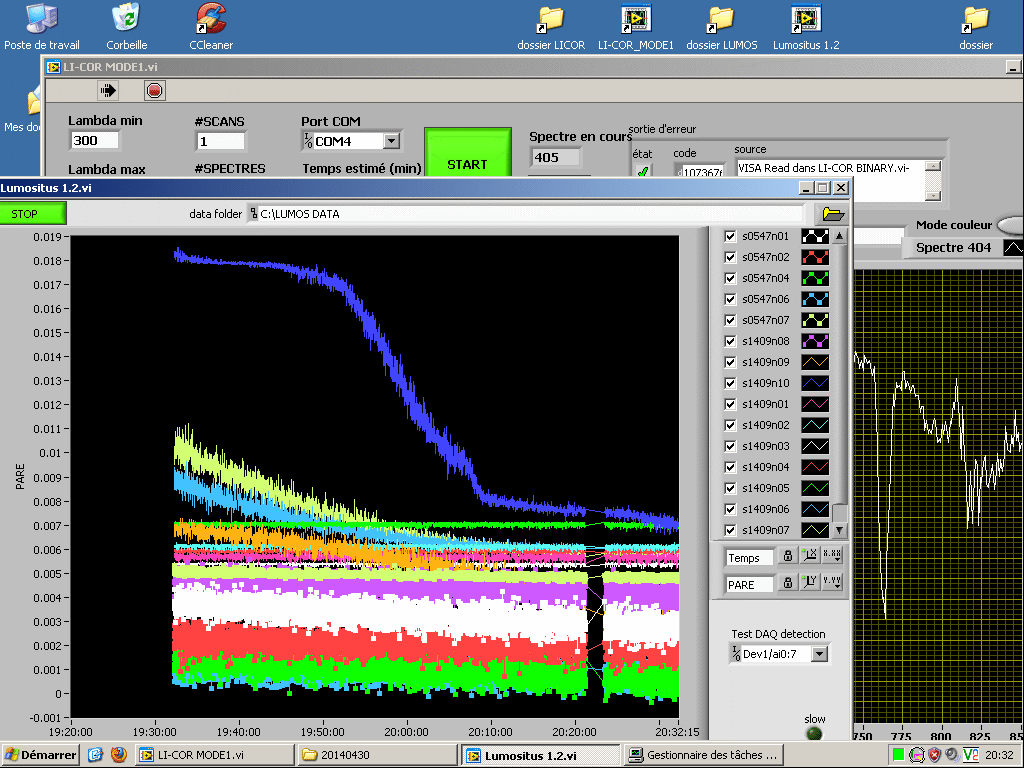 Poste de travail
Corbeille
CCleaner
dossier LICOR
LI-COR_MODE1
dossier LUMOS
Lumositus 1.2
dossier
LI-COR MODE1.vi
Lambda min
#SCANS
Port COM
300
1
COM4
START
Spectre en cours
405
sortie d'erreur
état
code
source
VISA Read dans LI-COR BINARY.vi-
Lambda max
#SPECTRES
Temps estimé (min)
Lumositus 1.2.vi
STOP
data folder
C:\LUMOS DATA
Mode couleur
Spectre 404
0.019
0.018
0.017
0.016
0.015
0.014
0.013
0.012
0.011
0.01
0.009
0.008
0.007
0.006
0.005
0.004
0.003
0.002
0.001
0
-0.001
PARE
19:20:00
19:30:00
19:40:00
19:50:00
20:00:00
20:10:00
20:20:00
20:32:15
s0547n01
s0547n02
s0547n04
s0547n06
s0547n07
s1409n08
s1409n09
s1409n10
s1409n01
s1409n02
s1409n03
s1409n04
s1409n05
s1409n06
s1409n07
Temps
PARE
Test DAQ detection
Dev1/ai0:7
slow
750
775
800
825
Démarrer
LI-COR MODE1.vi
20140430
Lumositus 1.2.vi
Gestionnaire des tâches ...
20:32